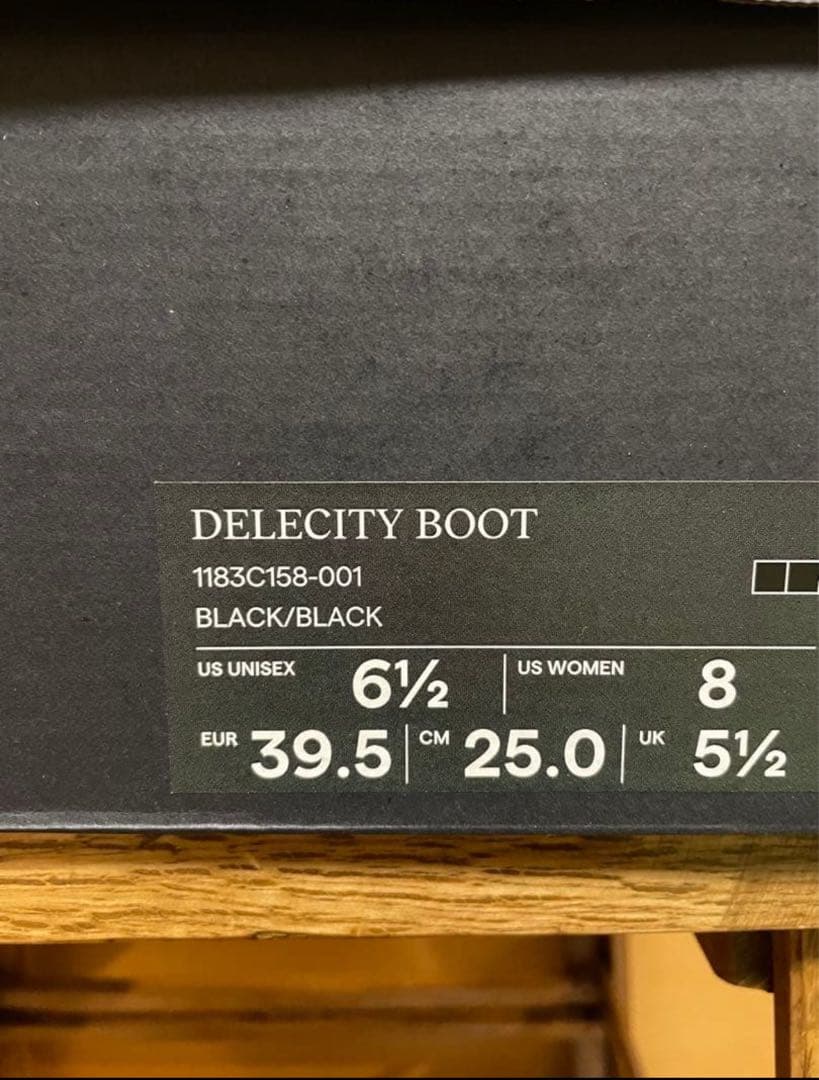 DELECITY BOOT
1183C158-001
BLACK/BLACK
US UNISEX 6½ US WOMEN 8
EUR 39.5 CM 25.0 UK 5½